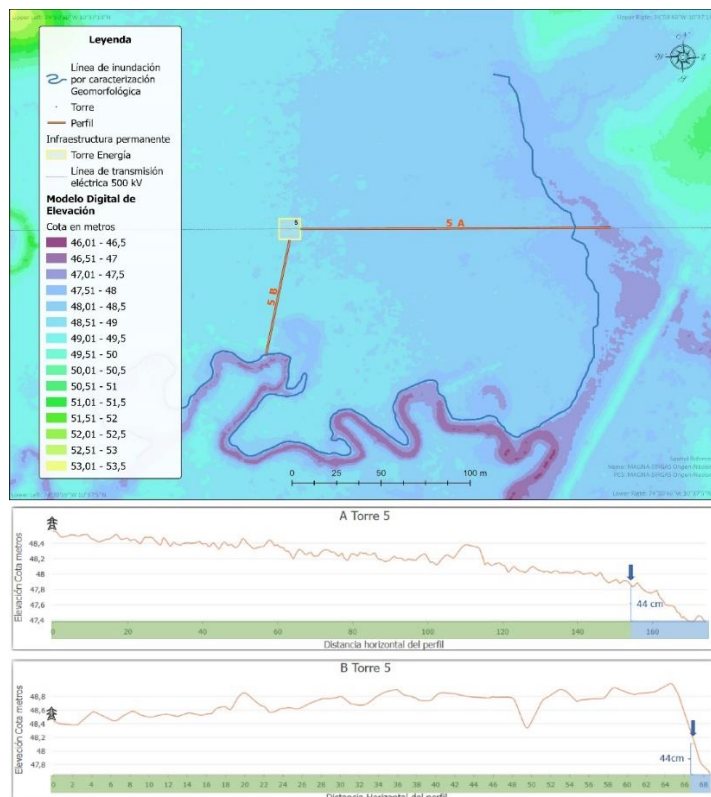 Leyenda
Línea de inundación
por caracterización
Geomorfológica
Torre
Perfil
Infraestructura permanente
Torre Energía
Línea de transmisión
eléctrica 500 kV
Modelo Digital de
Elevación
Cota en metros
46,01 - 46,5
46,51 - 47
47,01 - 47,5
47,51 - 48
48,01 - 48,5
48,51 - 49
49,01 - 49,5
49,51 - 50
50,01 - 50,5
50,51 - 51
51,01 - 51,5
51,51 - 52
52,01 - 52,5
52,51 - 53
53,01 - 53,5
5
5 A
5 B
0 25 50 100 m
A Torre 5
Elevación Cota metros
48,4
48,2
48
47,8
47,6
47,4
44 cm
0 20 40 60 80 100 120 140 160
Distancia horizontal del perfil
B Torre 5
Elevación Cota metros
48,8
48,4
48
47,8
44cm
0 2 4 6 8 10 12 14 16 18 20 22 24 26 28 30 32 34 36 38 40 42 44 46 48 50 52 54 56 58 60 62 64 66 68
Distancia Horizontal del perfil